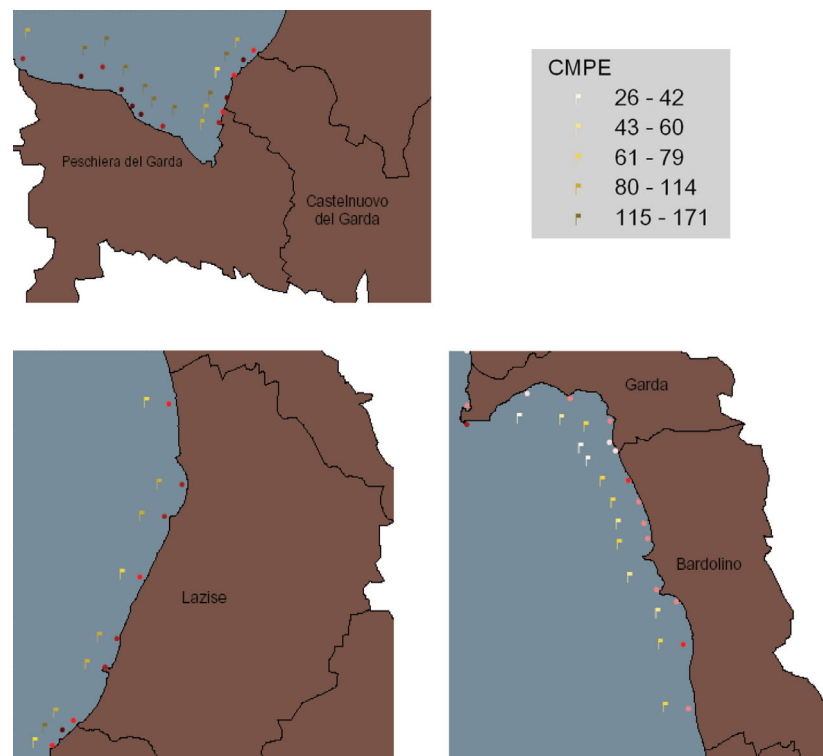 CMPE
26 - 42
43 - 60
61 - 79
80 - 114
115 - 171
Peschiera del Garda
Castelnuovo
del Garda
Lazise
Garda
Bardolino